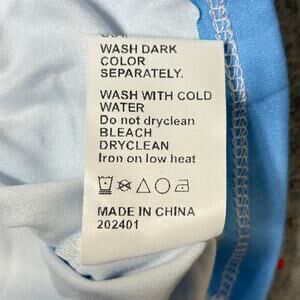 WASH DARK
COLOR
SEPARATELY.
WASH WITH COLD
WATER
Do not dryclean
BLEACH
DRYCLEAN
Iron on low heat
MADE IN CHINA
202401